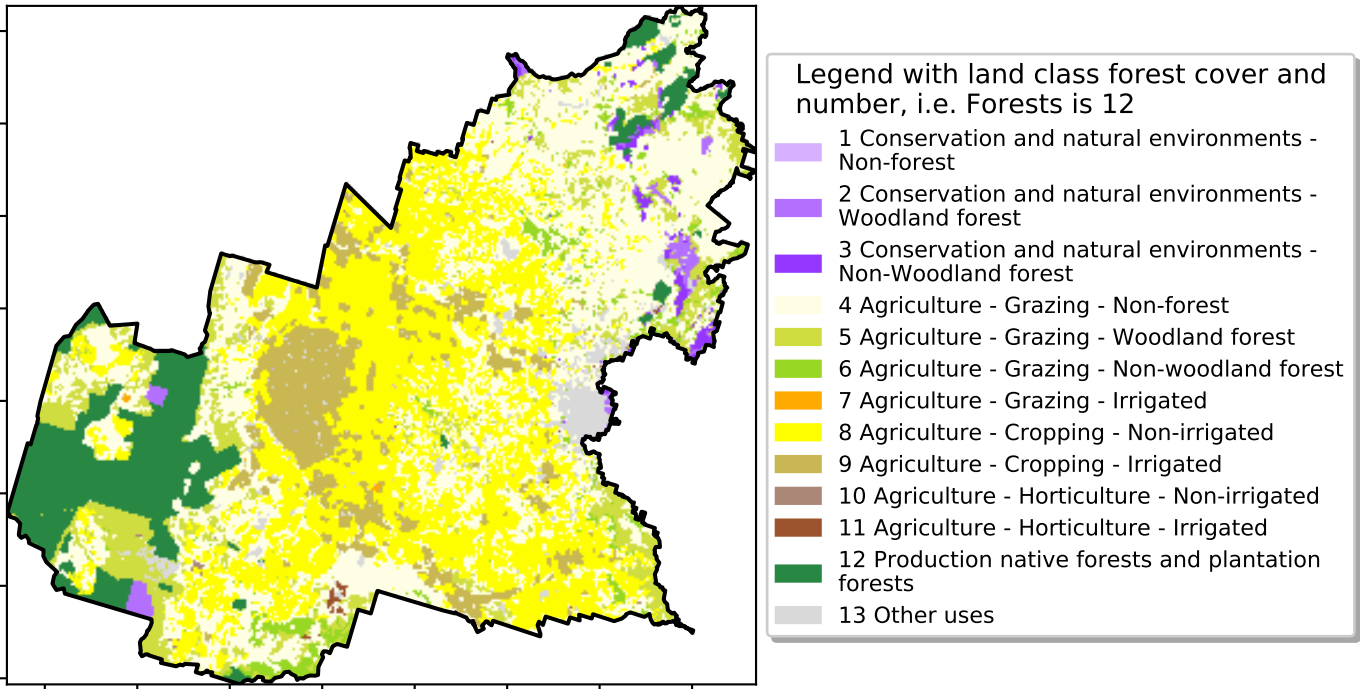 Legend with land class forest cover and
number, i.e. Forests is 12
1 Conservation and natural environments -
Non-forest
2 Conservation and natural environments -
Woodland forest
3 Conservation and natural environments -
Non-Woodland forest
4 Agriculture - Grazing - Non-forest
5 Agriculture - Grazing - Woodland forest
6 Agriculture - Grazing - Non-woodland forest
7 Agriculture - Grazing - Irrigated
8 Agriculture - Cropping - Non-irrigated
9 Agriculture - Cropping - Irrigated
10 Agriculture - Horticulture - Non-irrigated
11 Agriculture - Horticulture - Irrigated
12 Production native forests and plantation
forests
13 Other uses